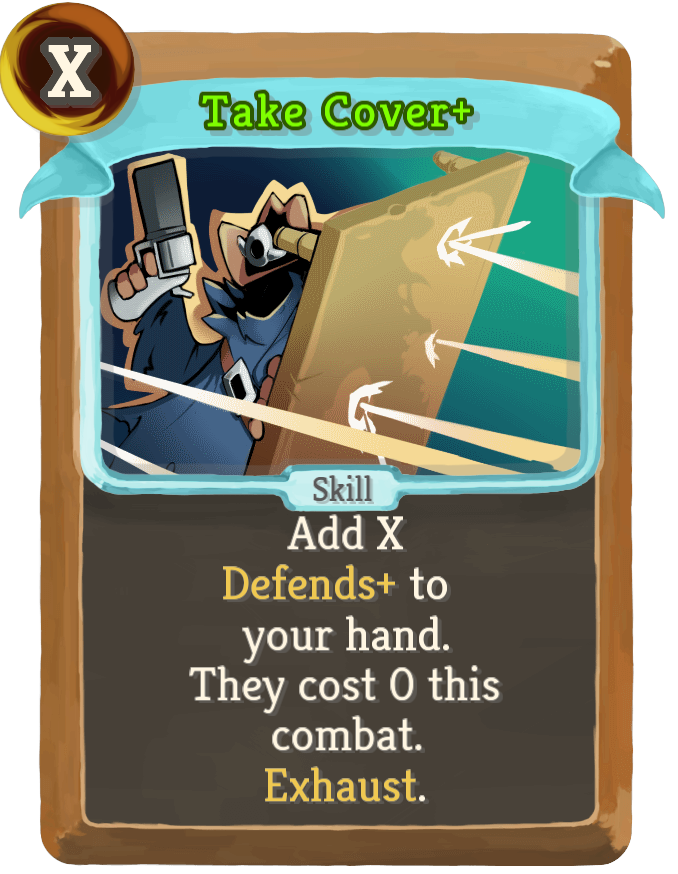 X
Take Cover+
Skill
Add X
Defends+ to
your hand.
They cost 0 this
combat.
Exhaust.